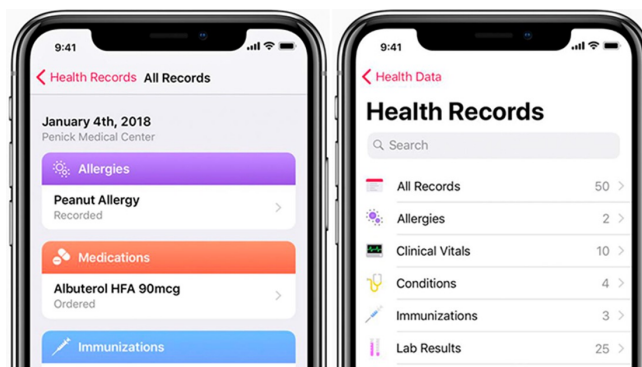 9:41
Health Records All Records
January 4th, 2018
Penick Medical Center
Allergies
Peanut Allergy
Recorded
Medications
Albuterol HFA 90mcg
Ordered
Immunizations
9:41
Health Data
Health Records
Search
All Records 50
Allergies 2
Clinical Vitals 10
Conditions 4
Immunizations 3
Lab Results 25